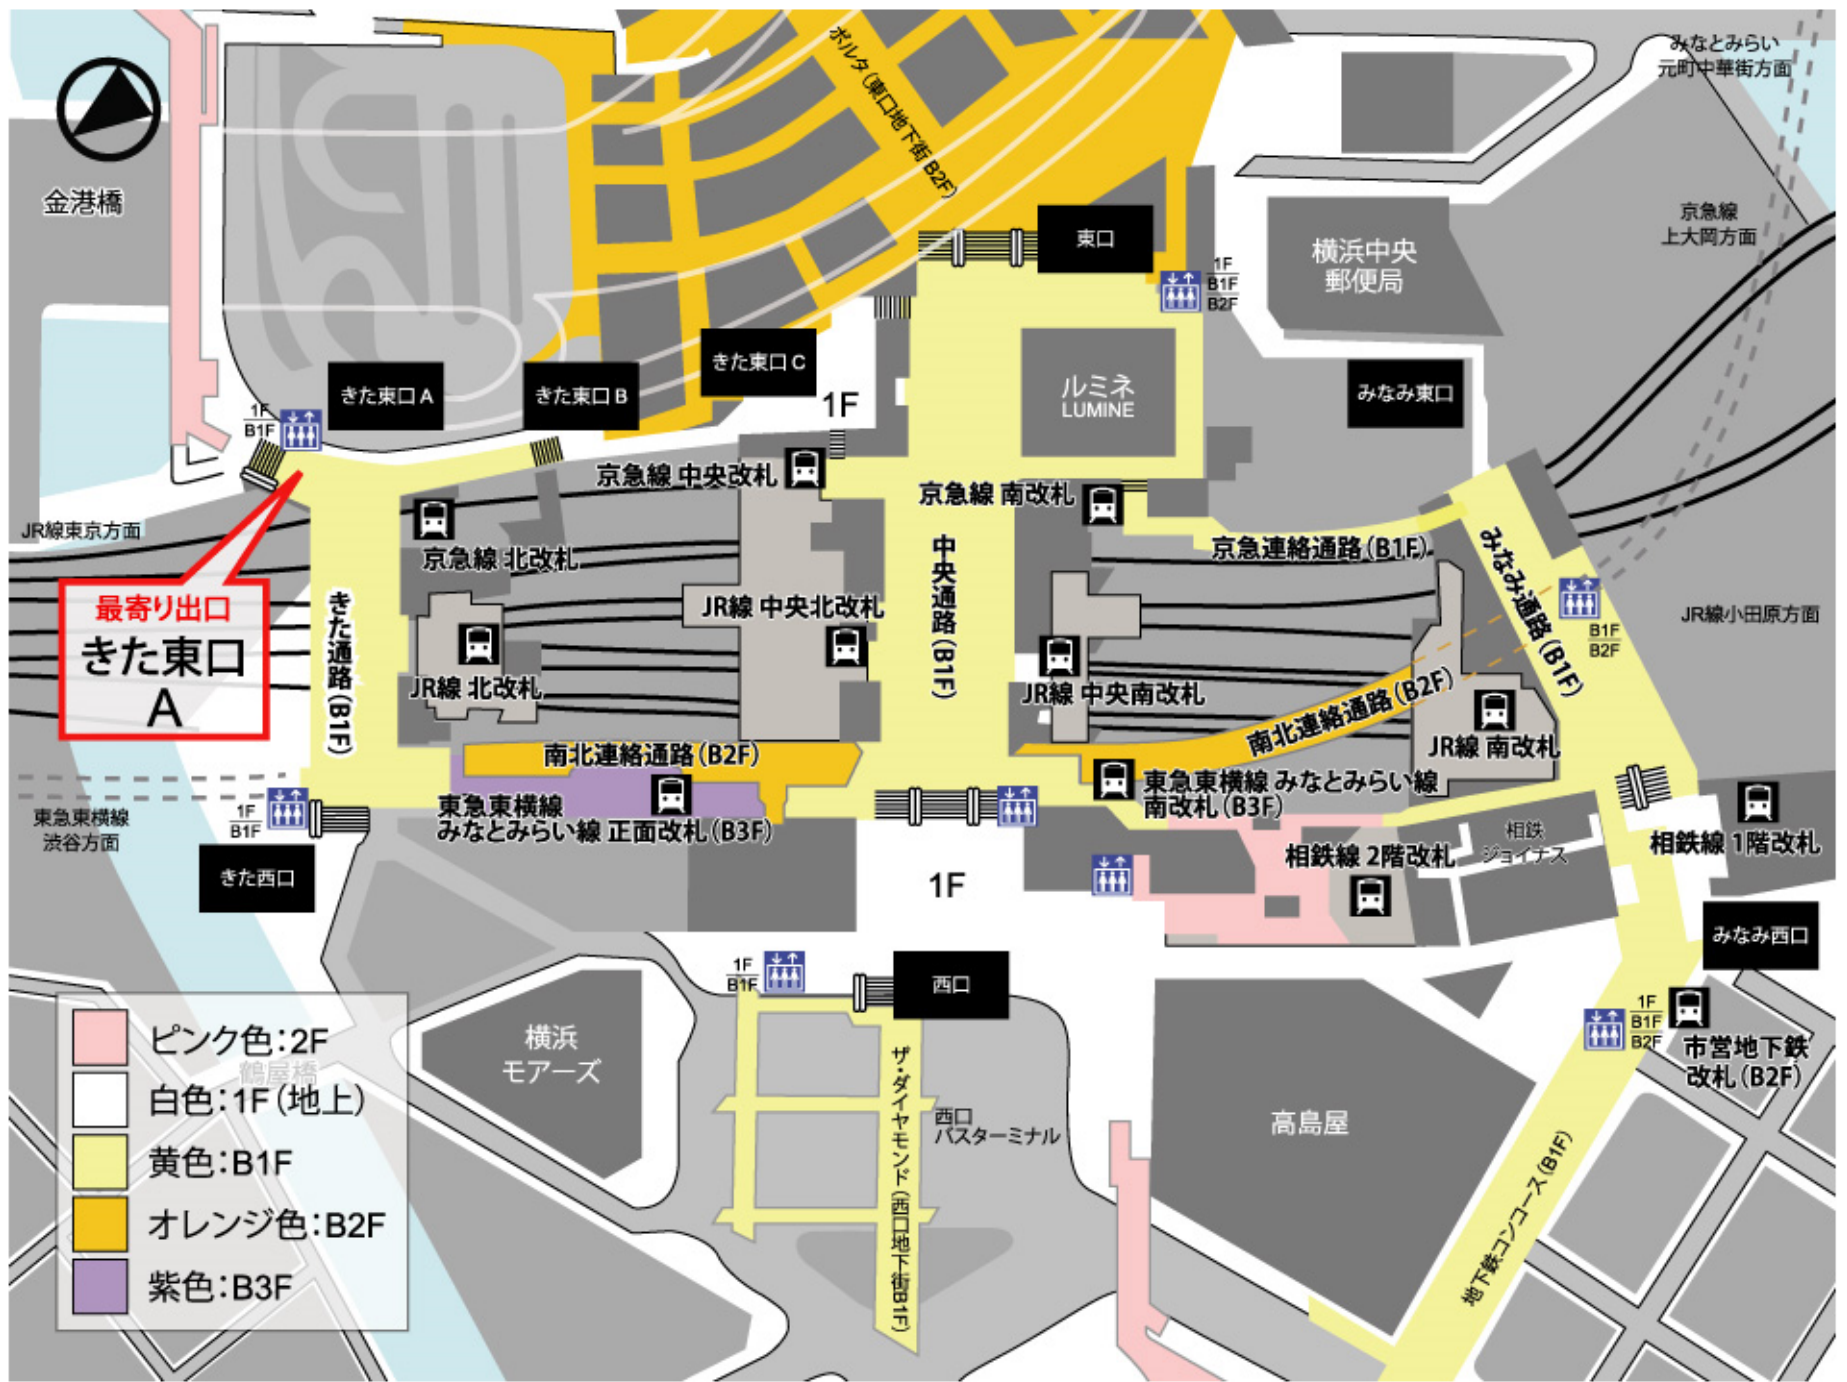 みなとみらい
元町中華街方面
ポルタ(東口地下街B2F)
金港橋
京急線
上大岡方面
東口
1F
B1F
B2F
横浜中央
郵便局
きた東口C
きた東口A
きた東口B
1F
ルミネ
LUMINE
みなみ東口
1F
B1F
京急線 中央改札
京急線 南改札
JR線東京方面
京急線 北改札
京急連絡通路(B1F)
中央通路(B1F)
みなみ通路(B1F)
最寄り出口
きた東口
A
きた通路(B1F)
JR線 中央北改札
JR線小田原方面
B1F
B2F
JR線 北改札
JR線 中央南改札
南北連絡通路(B2F)
JR線 南改札
南北連絡通路(B2F)
東急東横線
みなとみらい線 正面改札(B3F)
東急東横線 みなとみらい線
南改札(B3F)
東急東横線
渋谷方面
1F
B1F
相鉄
ジョイナス
相鉄線 1階改札
相鉄線 2階改札
きた西口
1F
みなみ西口
1F
B1F
西口
1F
B1F
B2F
市営地下鉄
改札(B2F)
横浜
モアーズ
ザ・ダイヤモンド(西口地下街B1F)
西口
バスターミナル
高島屋
地下鉄コンコース(B1F)
ピンク色:2F
鶴屋橋
白色:1F(地上)
黄色:B1F
オレンジ色:B2F
紫色:B3F